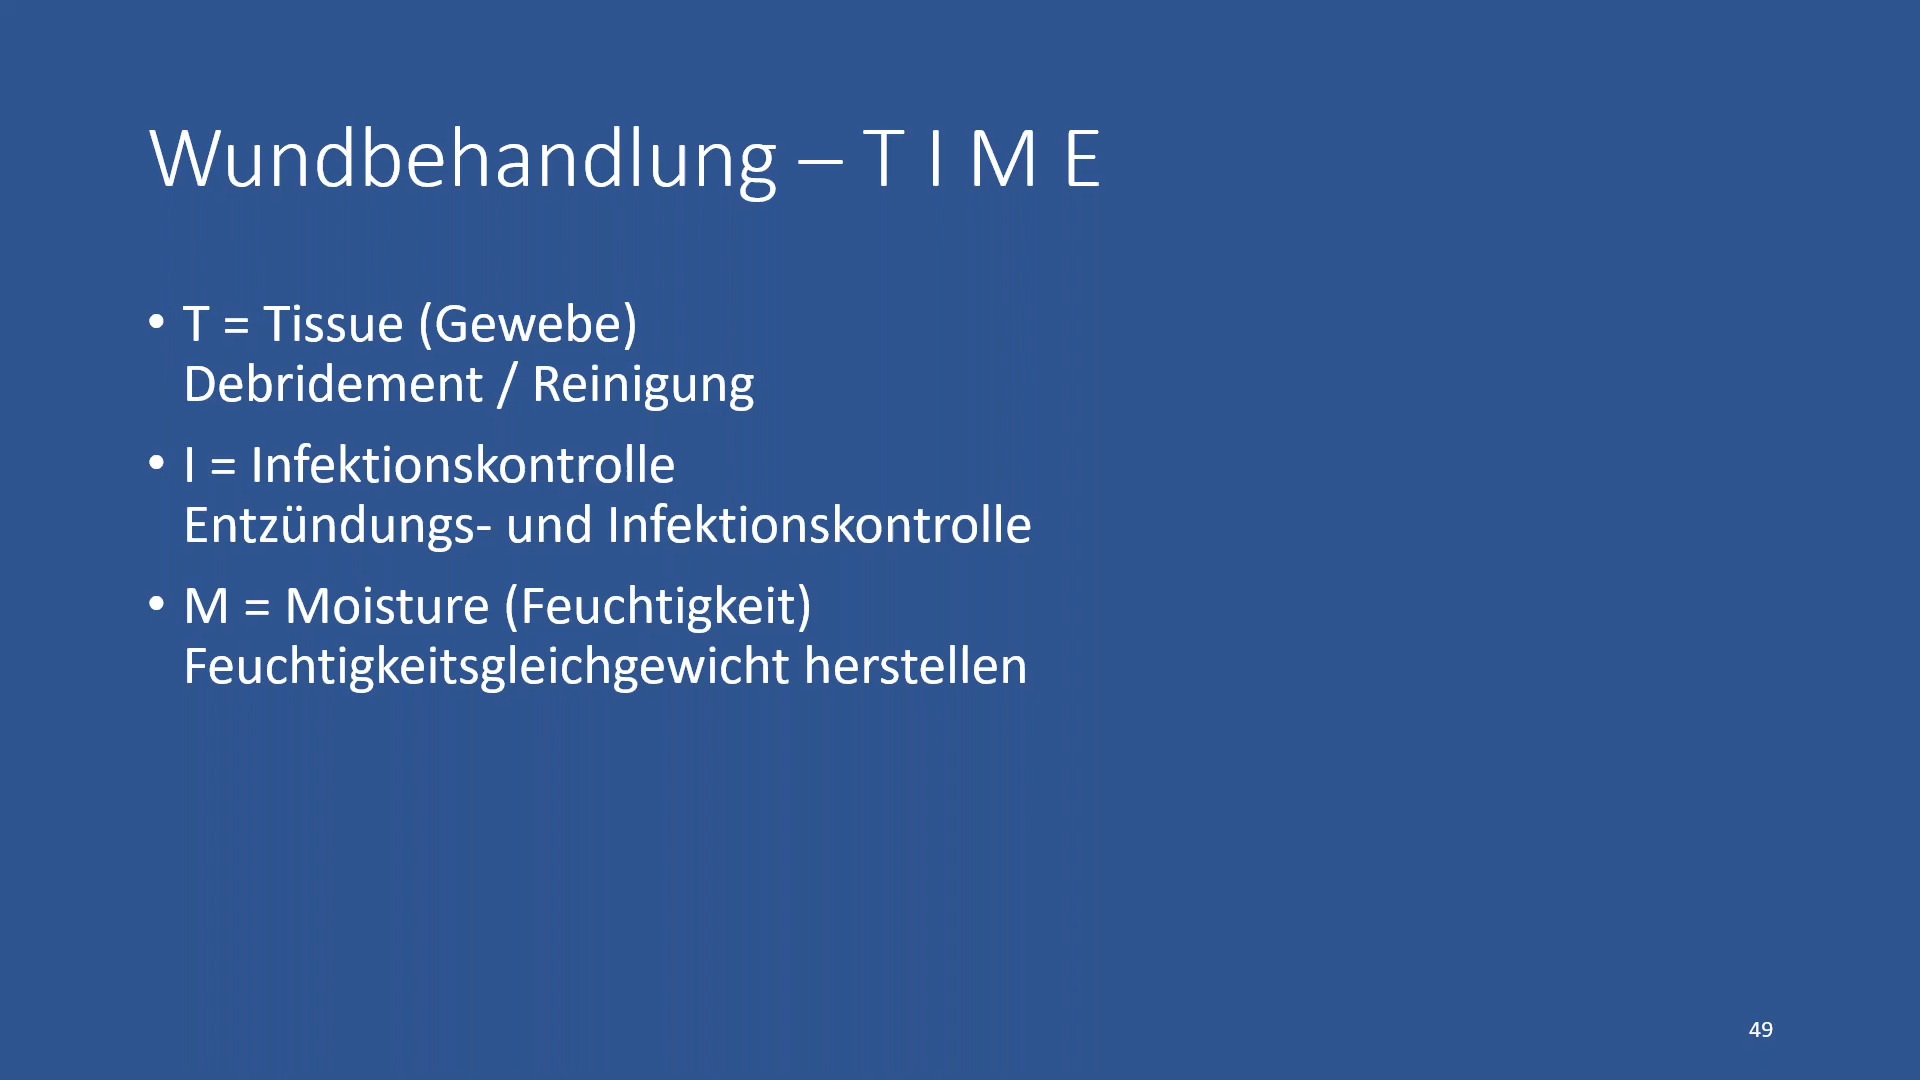 Wundbehandlung – T I M E
• T = Tissue (Gewebe)
Debridement / Reinigung
• I = Infektionskontrolle
Entzündungs- und Infektionskontrolle
• M = Moisture (Feuchtigkeit)
Feuchtigkeitsgleichgewicht herstellen
49